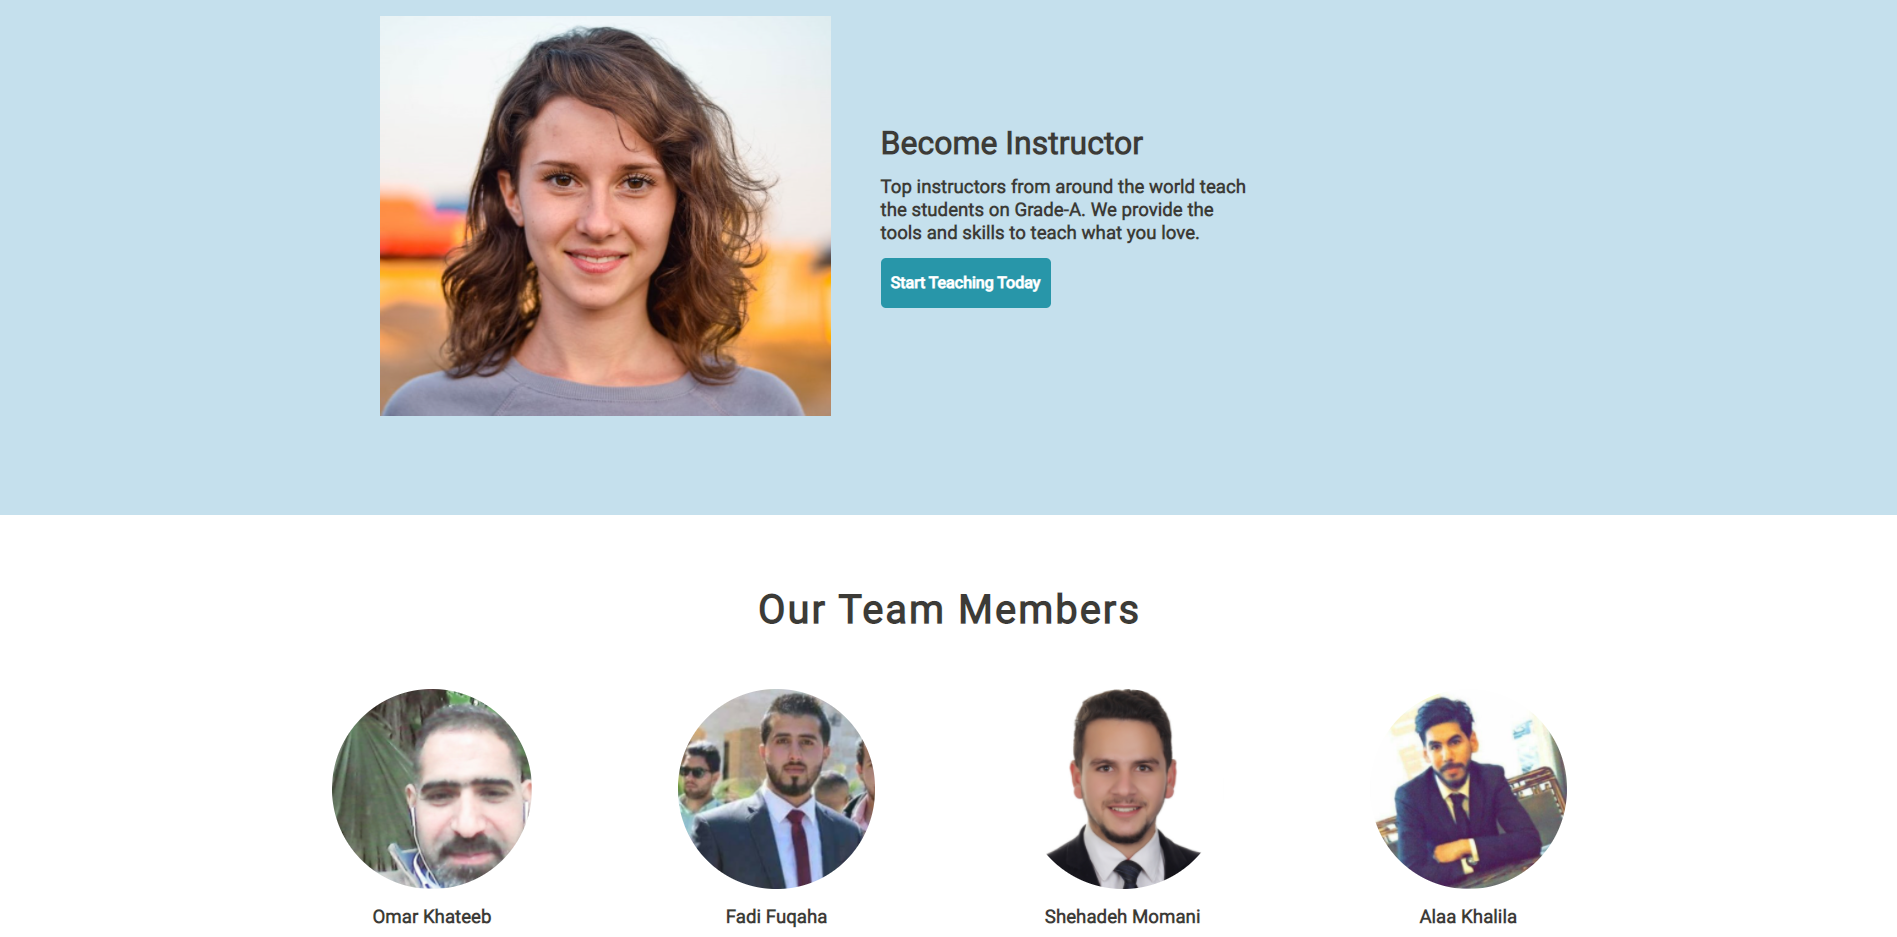 Become Instructor
Top instructors from around the world teach
the students on Grade-A. We provide the
tools and skills to teach what you love.
Start Teaching Today
Our Team Members
Omar Khateeb
Fadi Fuqaha
Shehadeh Momani
Alaa Khalila